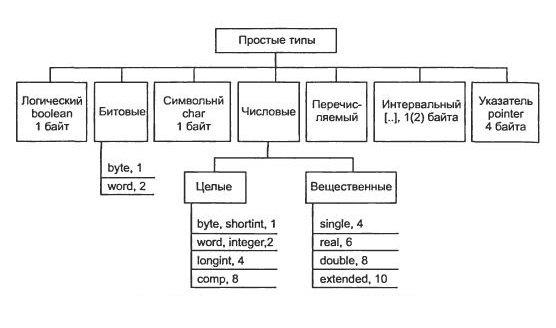 Простые типы
Логический
boolean
1 байт
Битовые
Символьнй
char
1 байт
Числовые
Перечис-
ляемый
Интервальный
[..], 1(2) байта
Указатель
pointer
4 байта
byte, 1
word, 2
Целые
Вещественные
byte, shortint, 1
word, integer,2
longint, 4
comp, 8
single, 4
real, 6
double, 8
extended, 10